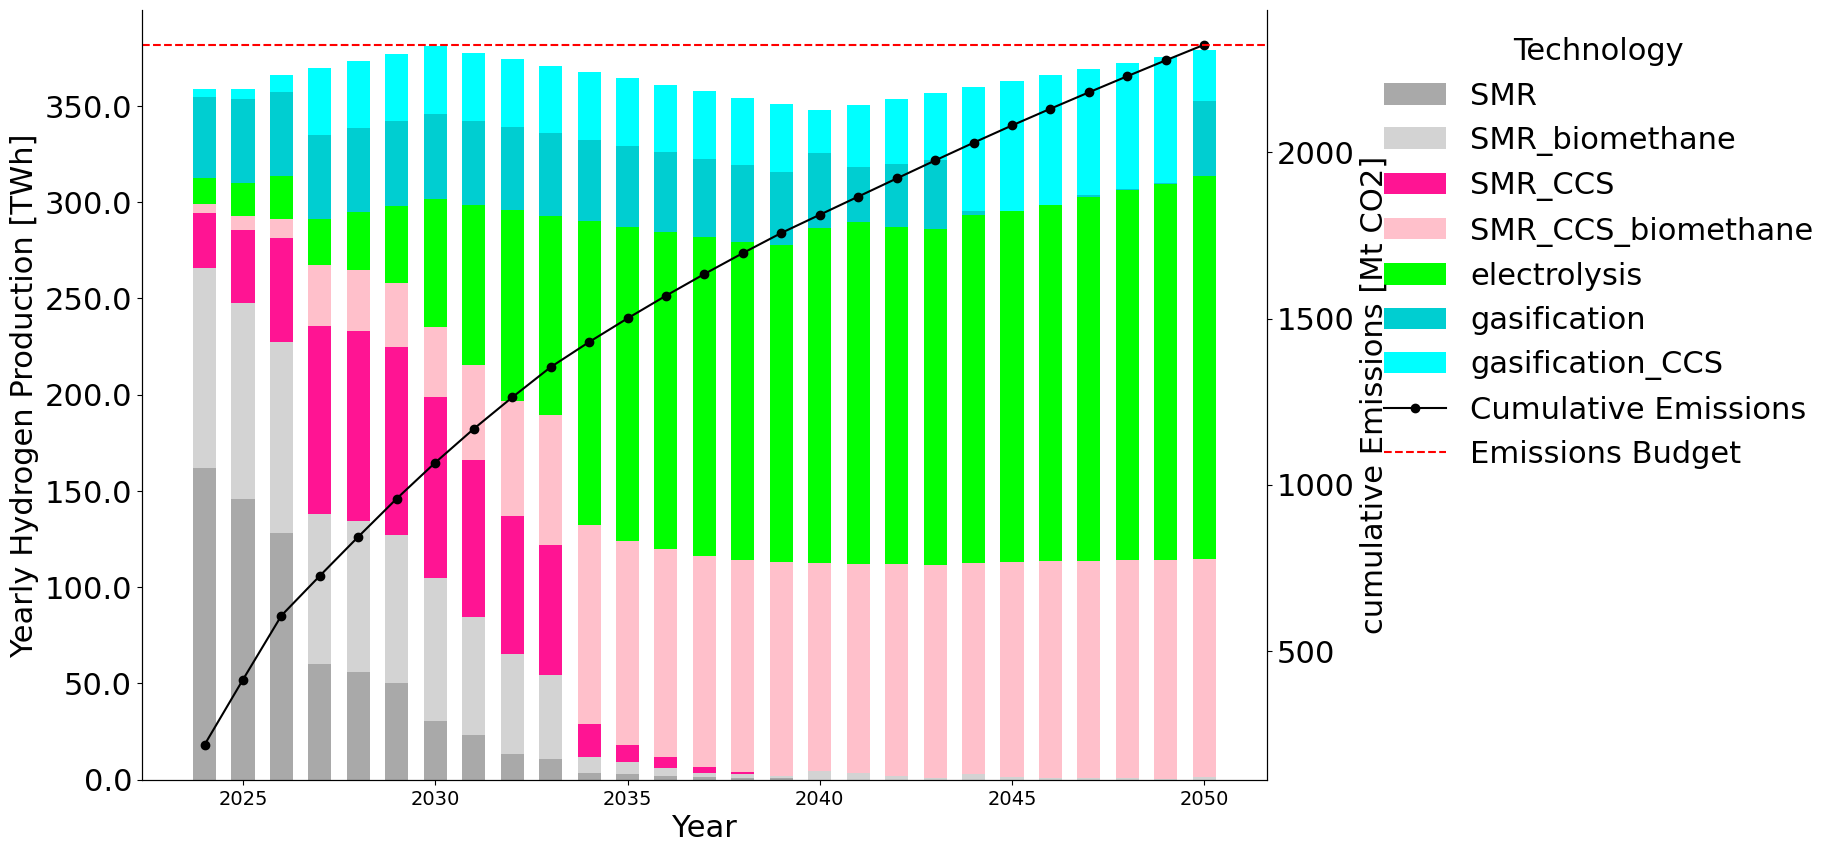 Yearly Hydrogen Production [TWh]
350.0
300.0
250.0
200.0
150.0
100.0
50.0
0.0
2025
2030
2035
2040
2045
2050
Year
2000
1500
1000
500
cumulative Emissions [Mt CO2]
Technology
SMR
SMR_biomethane
SMR_CCS
SMR_CCS_biomethane
electrolysis
gasification
gasification_CCS
Cumulative Emissions
Emissions Budget